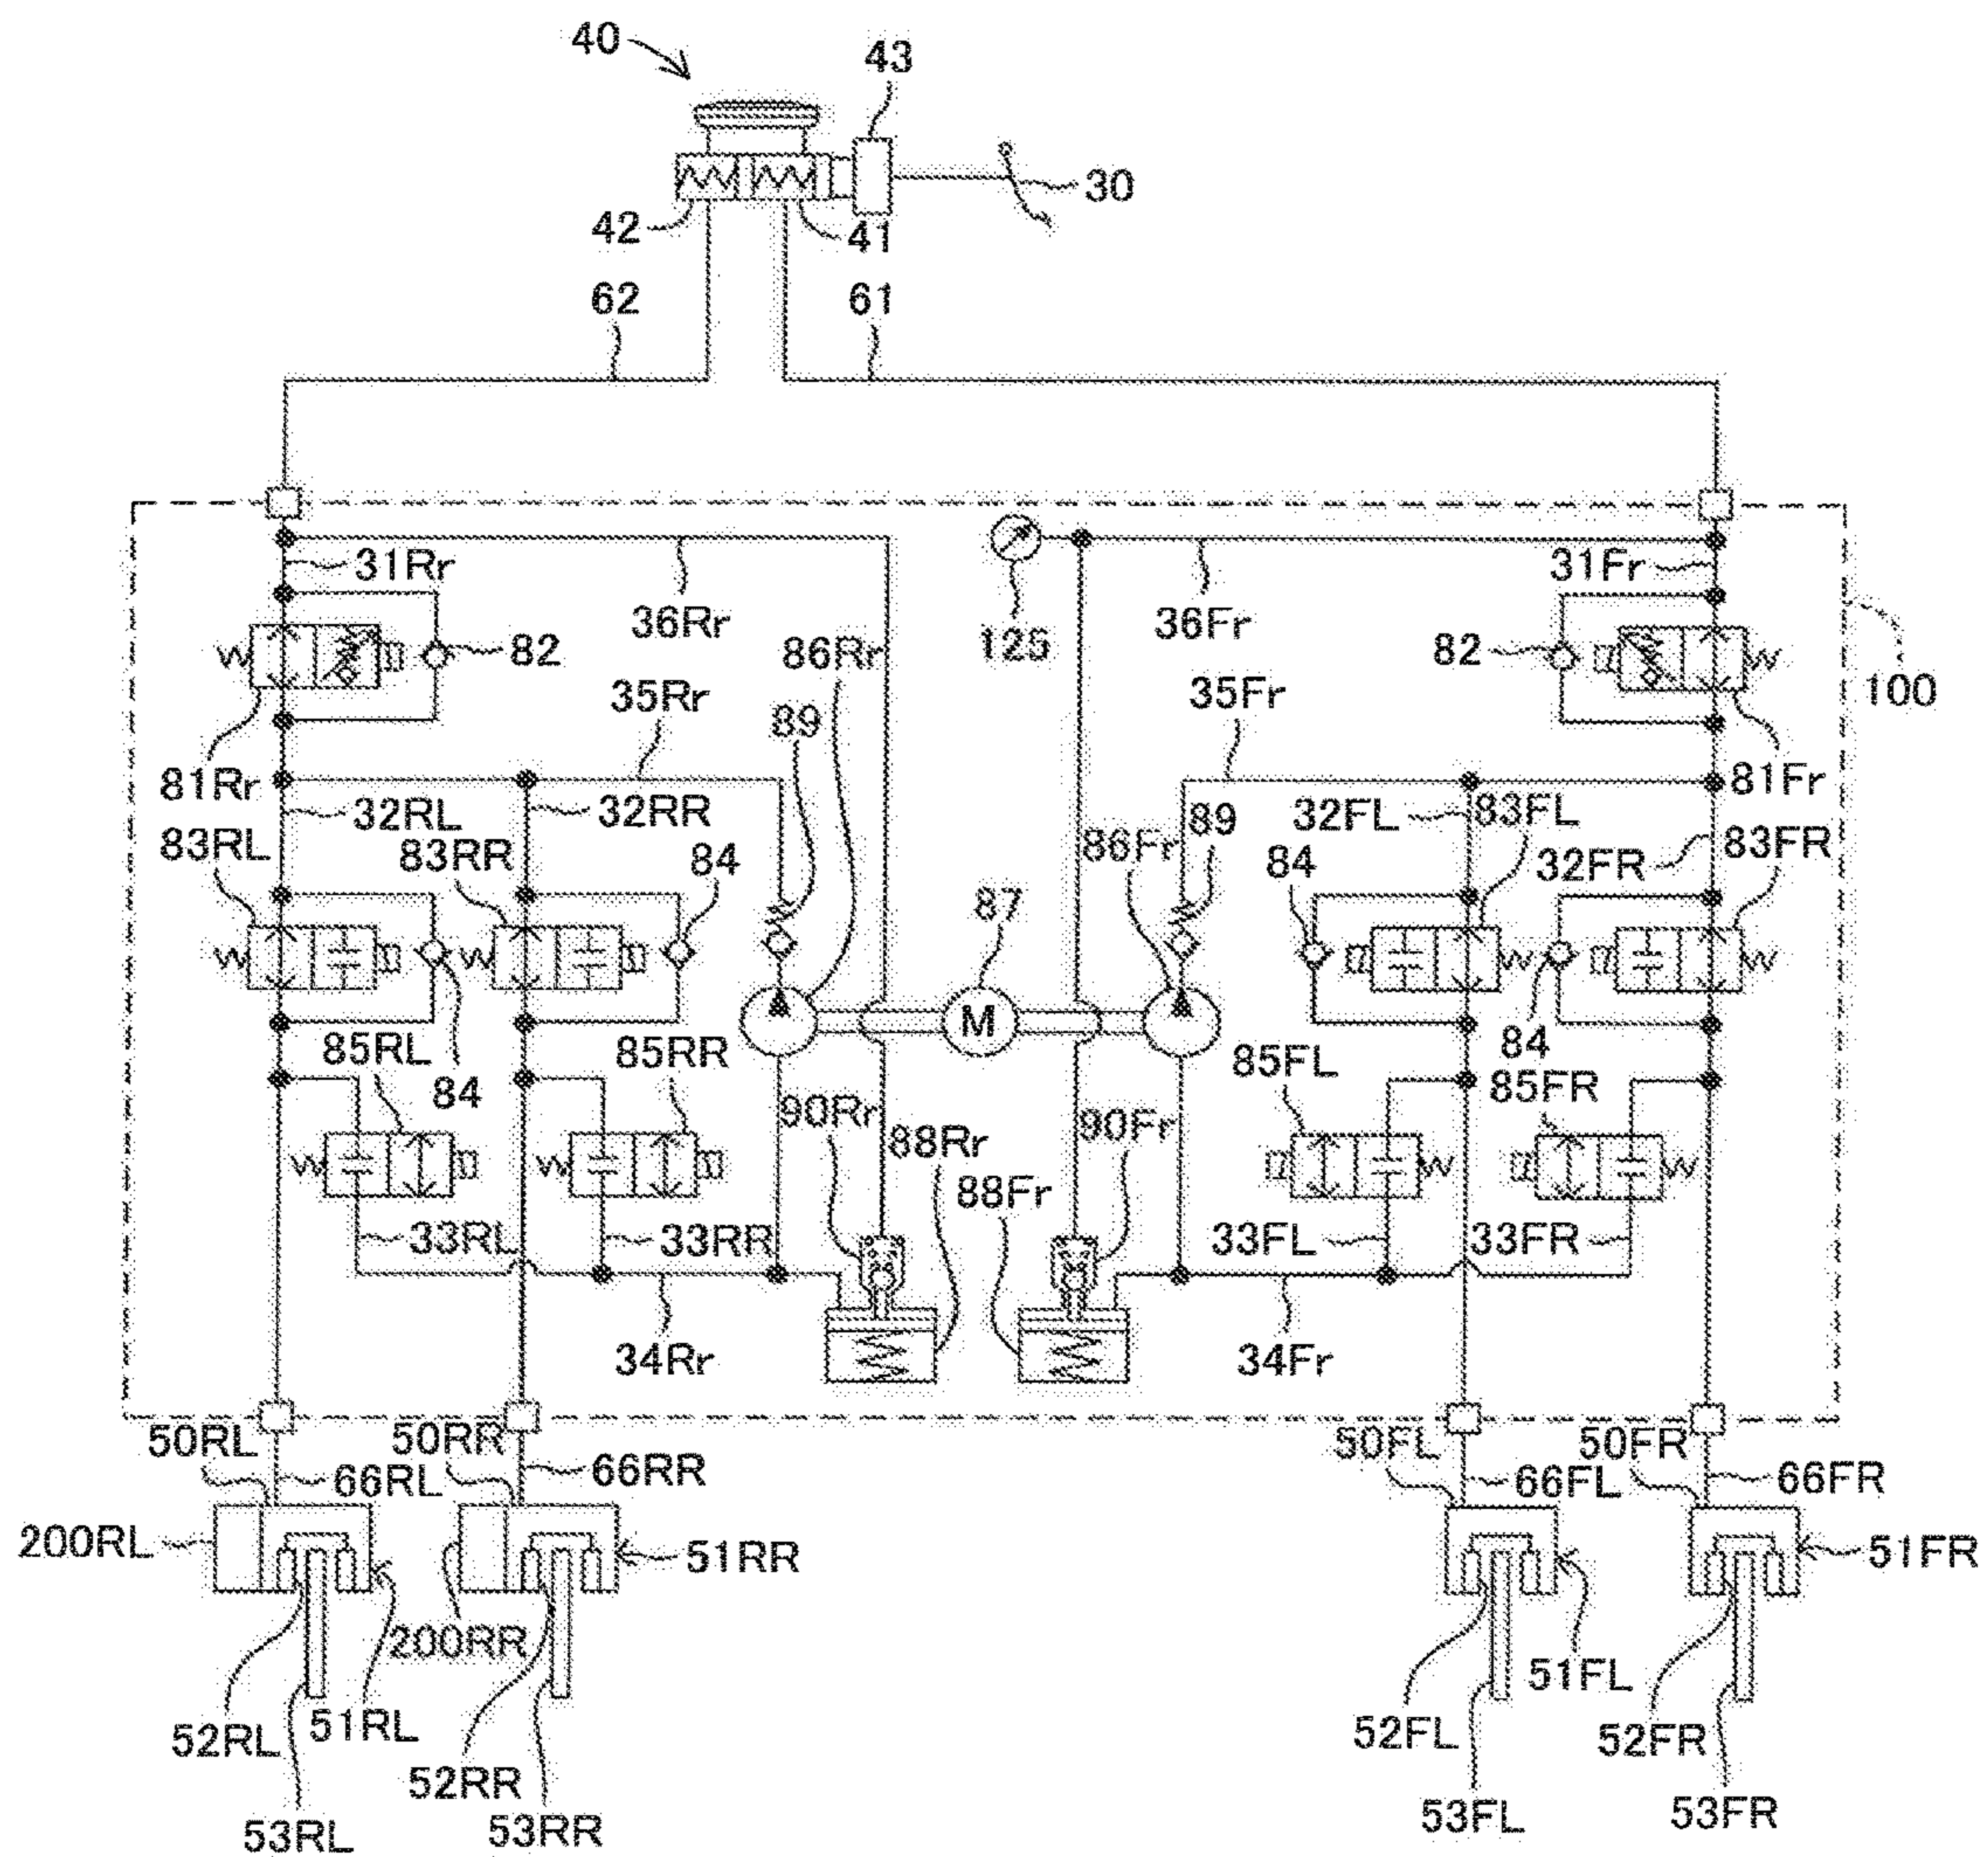 40
43
30
42
41
62
61
31Rr
31Fr
36Rr
125
36Fr
82
86Rr
82
100
35Rr
35Fr
89
81Rr
81Fr
32RL
32RR
32FL
83FL
89
83RL
83RR
84
86Fr
84
32FR
83FR
87
M
85RL
85RR
84
84
85FL
85FR
90Rr
90Fr
88Rr
88Fr
33RL
33RR
33FL
33FR
34Rr
34Fr
50RL
50RR
50FL
50FR
66RL
66RR
66FL
66FR
200RL
51RR
51FR
200RR
51FL
52RL
51RL
52FL
52FR
52RR
53RL
53RR
53FL
53FR